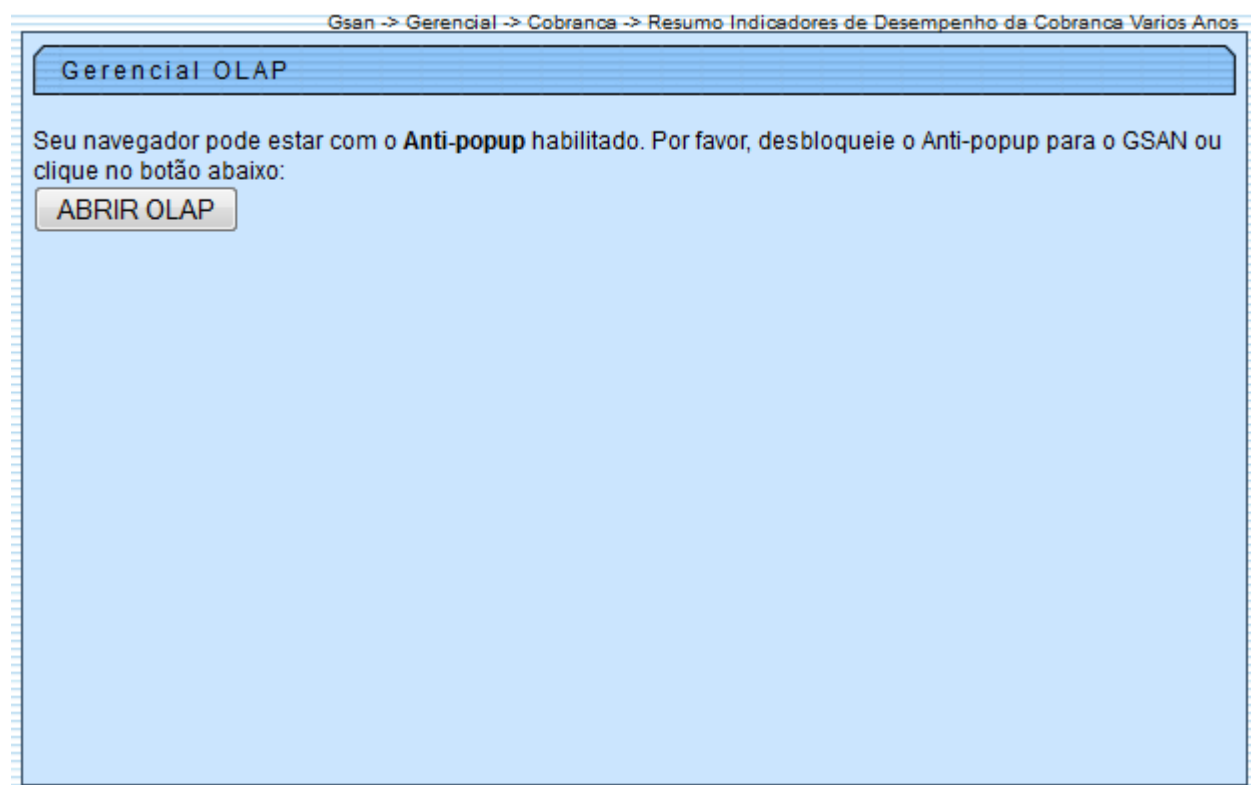 Gsan -> Gerencial -> Cobranca -> Resumo Indicadores de Desempenho da Cobranca Varios Anos
Gerencial OLAP
Seu navegador pode estar com o Anti-popup habilitado. Por favor, desbloqueie o Anti-popup para o GSAN ou
clique no botão abaixo:
ABRIR OLAP